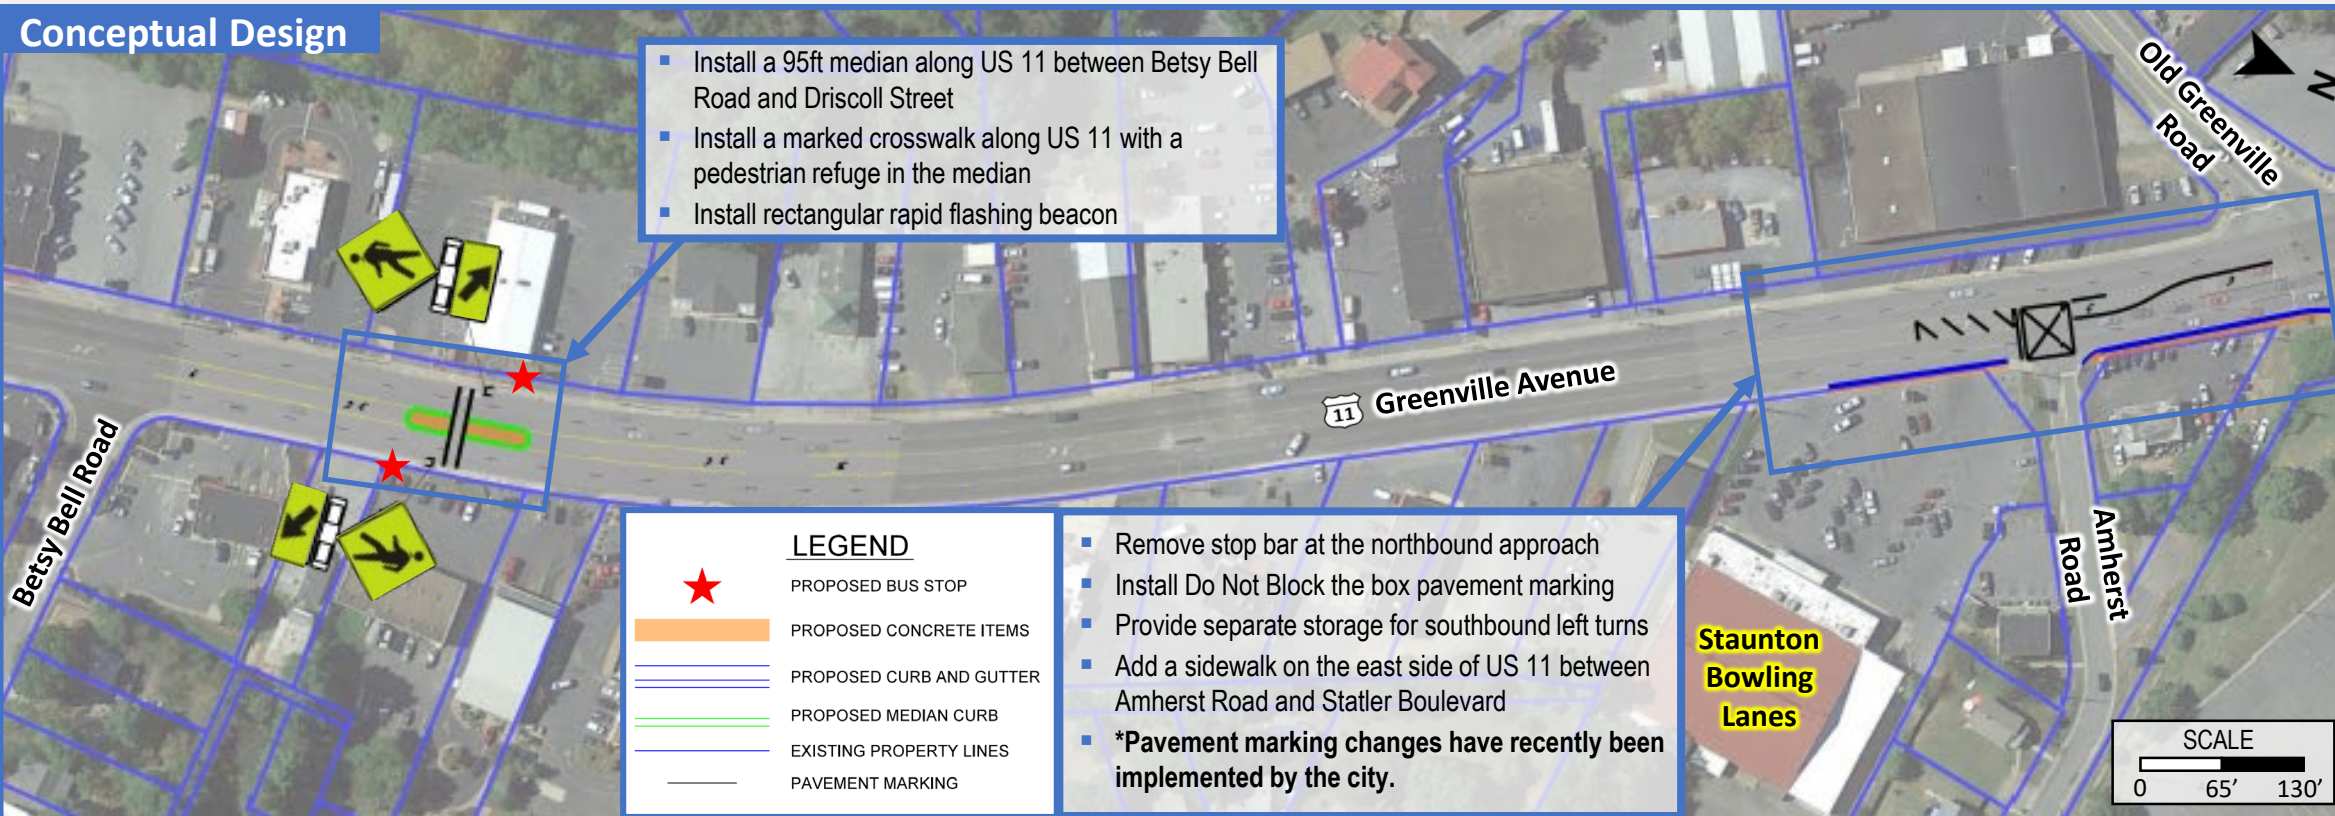 Conceptual Design
▪ Install a 95ft median along US 11 between Betsy Bell
Road and Driscoll Street
▪ Install a marked crosswalk along US 11 with a
pedestrian refuge in the median
▪ Install rectangular rapid flashing beacon
Old Greenville
Road
N
11 Greenville Avenue
Betsy Bell Road
LEGEND
PROPOSED BUS STOP
PROPOSED CONCRETE ITEMS
PROPOSED CURB AND GUTTER
PROPOSED MEDIAN CURB
EXISTING PROPERTY LINES
PAVEMENT MARKING
▪ Remove stop bar at the northbound approach
▪ Install Do Not Block the box pavement marking
▪ Provide separate storage for southbound left turns
▪ Add a sidewalk on the east side of US 11 between
Amherst Road and Statler Boulevard
▪ *Pavement marking changes have recently been
implemented by the city.
Staunton
Bowling
Lanes
Amherst
Road
SCALE
0 65’ 130’